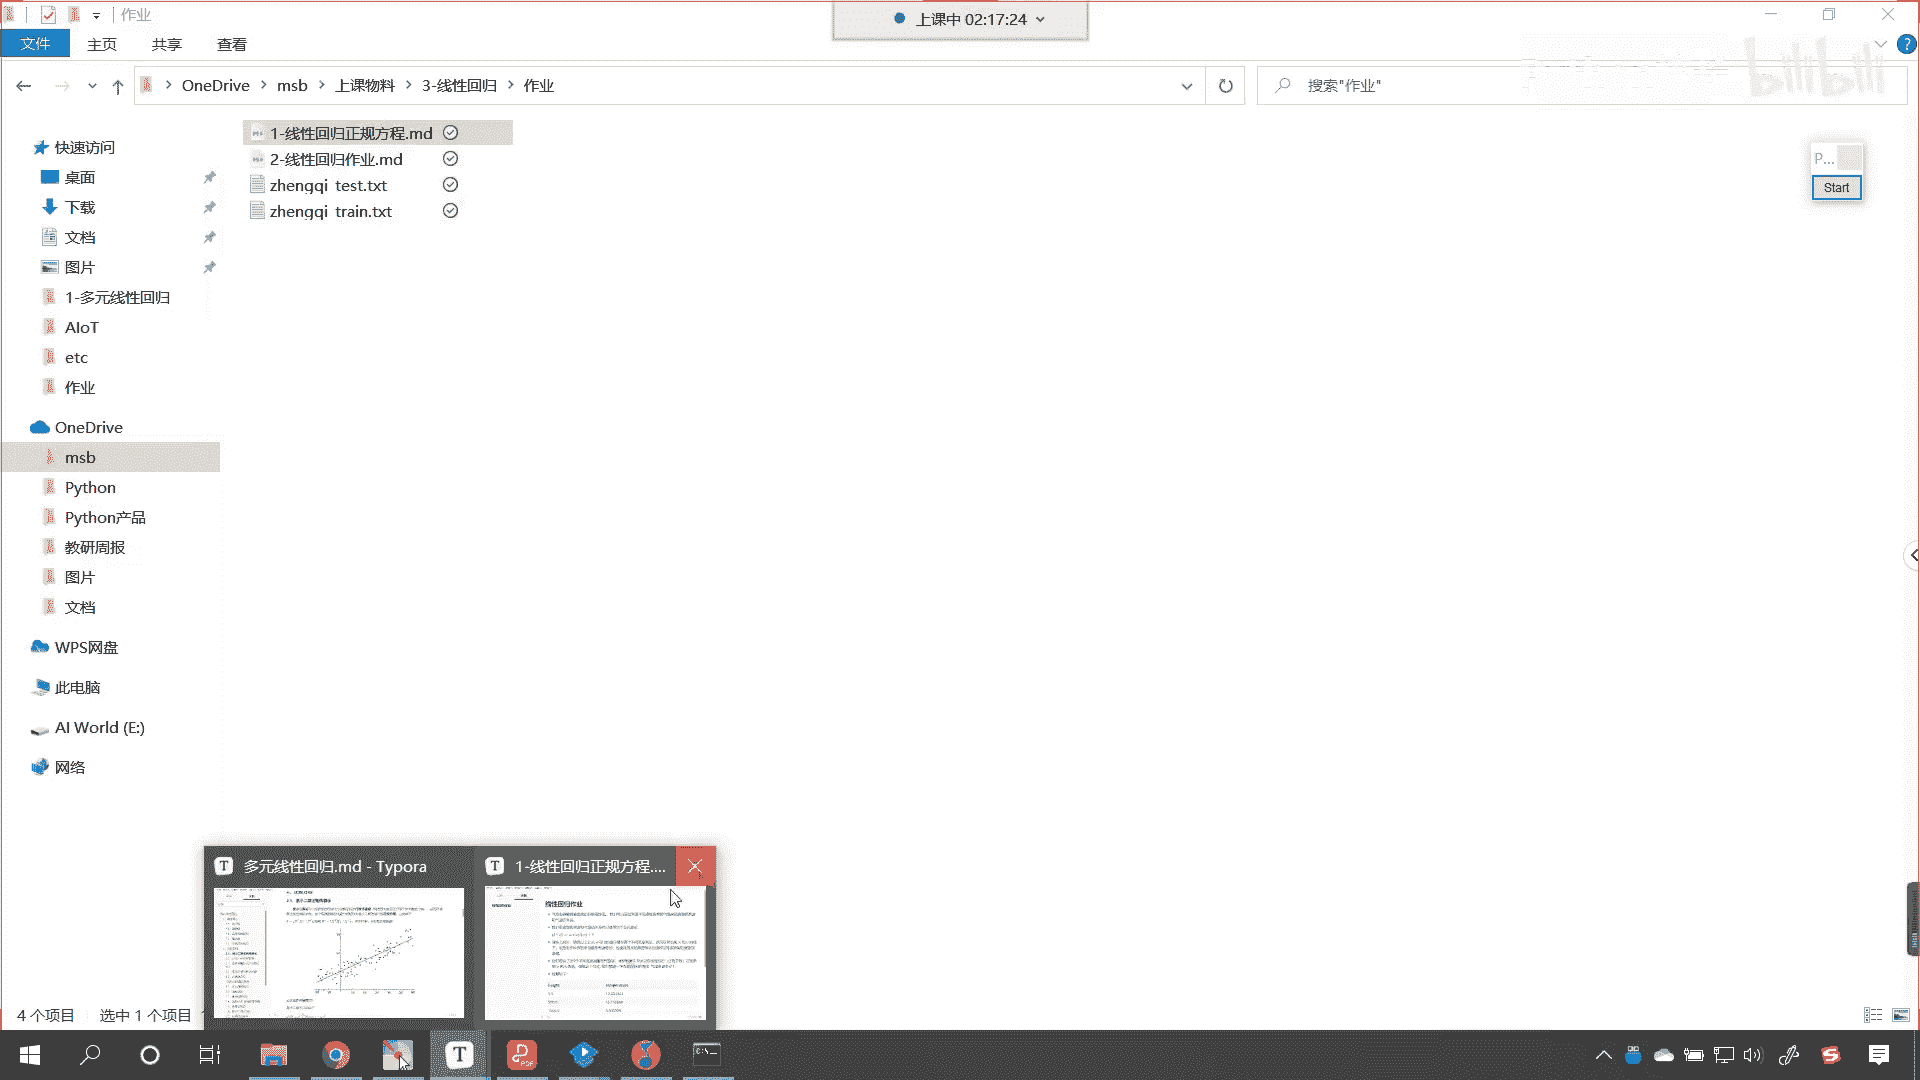 作业
上课中 02:17:24
文件
主页
共享
查看
OneDrive
msb
上课物料
3-线性回归
作业
搜索"作业"
bilibili
快速访问
桌面
下载
文档
图片
1-多元线性回归
AIoT
etc
作业
OneDrive
msb
Python
Python产品
教研周报
图片
文档
WPS网盘
此电脑
AI World (E:)
网络
1-线性回归正规方程.md
2-线性回归作业.md
zhengqi_test.txt
zhengqi_train.txt
P...
Start
多元线性回归.md - Typora
1-线性回归正规方程....
线性回归作业
4 个项目
选中 1 个项目